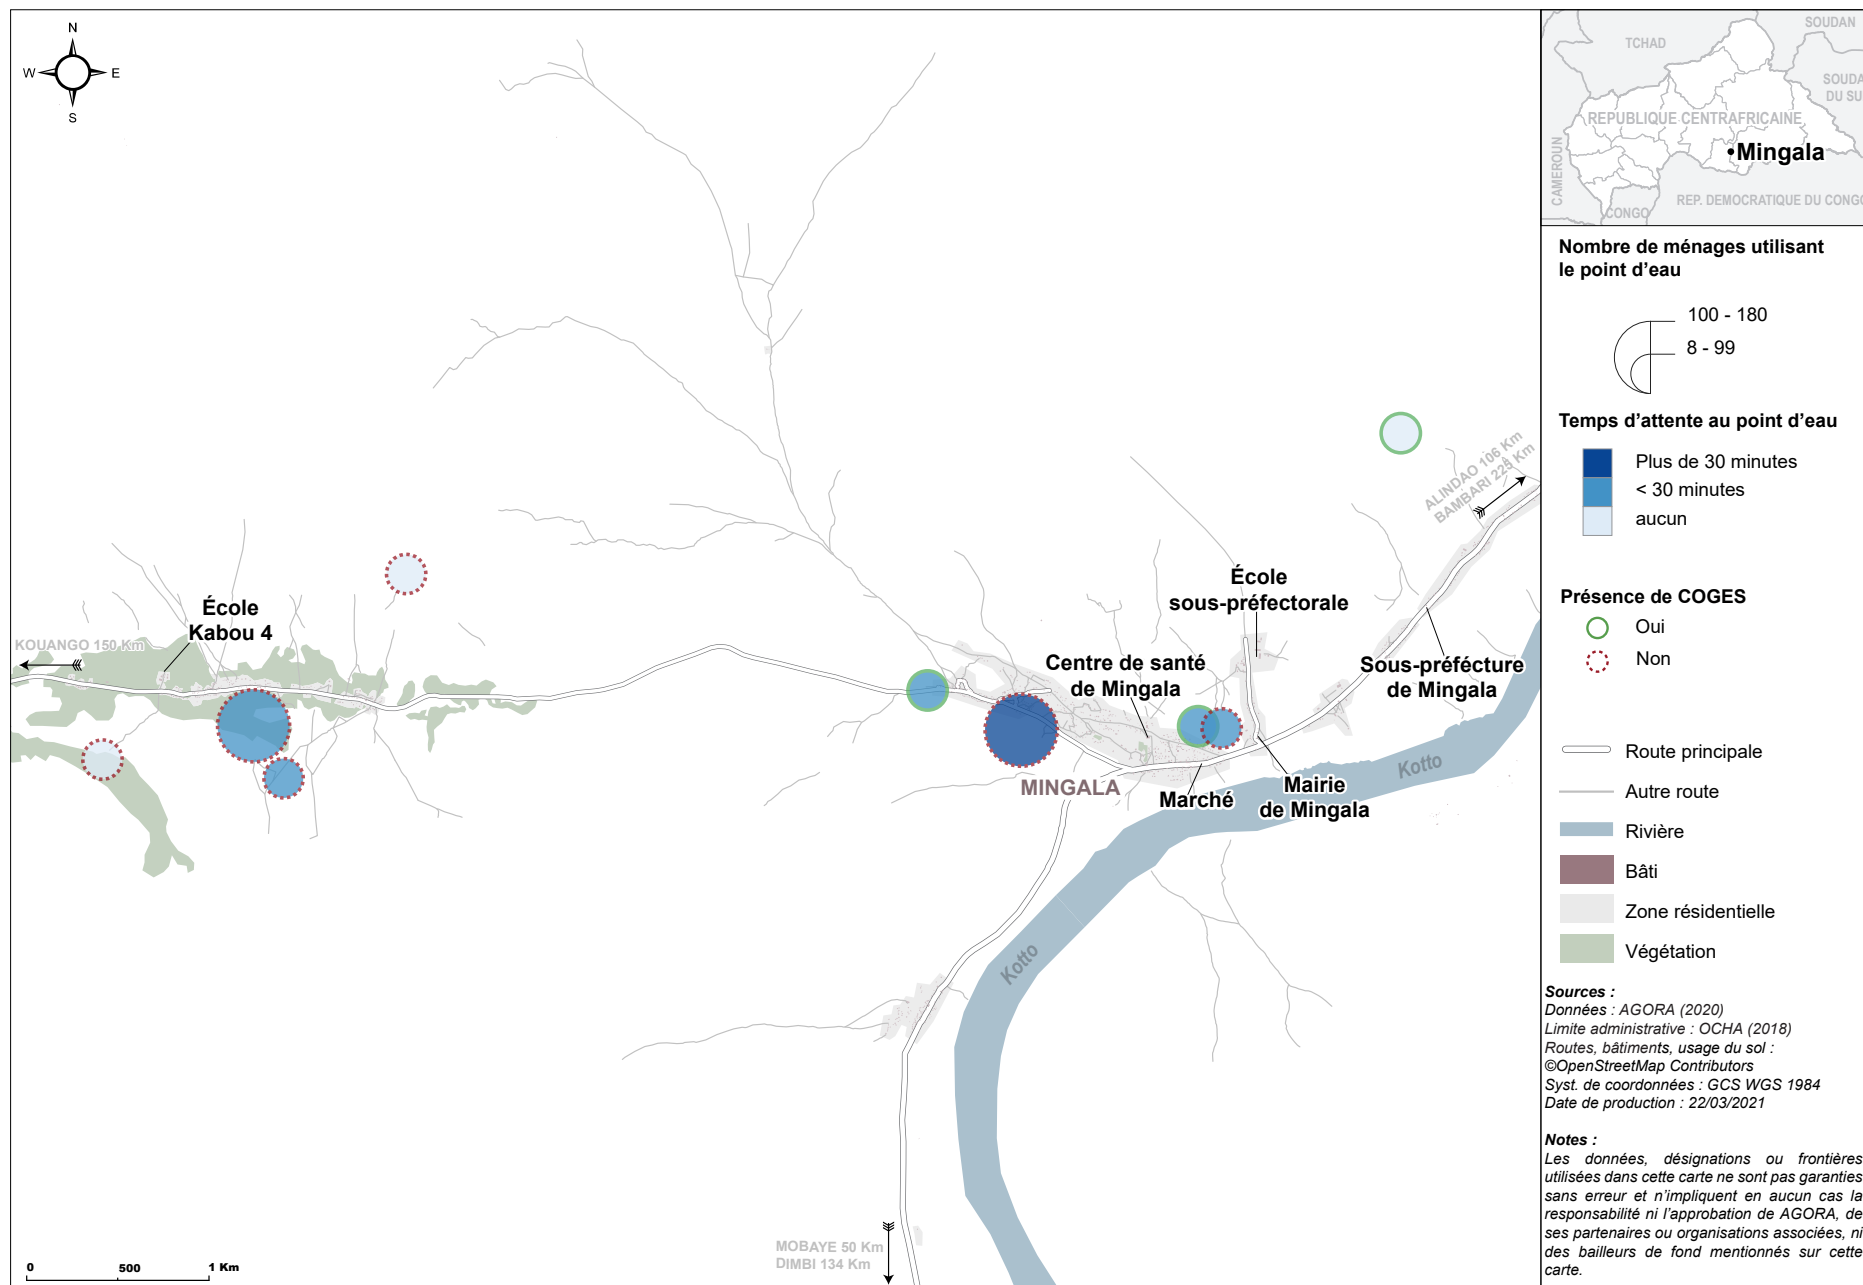 N
W
E
S
TCHAD
SOUDAN
SOUDA
DU SU
REPUBLIQUE CENTRAFRICAINE
Mingala
CAMEROUN
CONGO
REP. DEMOCRATIQUE DU CONGO
Nombre de ménages utilisant
le point d'eau
100 - 180
8 - 99
Temps d'attente au point d'eau
Plus de 30 minutes
< 30 minutes
aucun
Présence de COGES
Oui
Non
Route principale
Autre route
Rivière
Bâti
Zone résidentielle
Végétation
Sources :
Données : AGORA (2020)
Limite administrative : OCHA (2018)
Routes, bâtiments, usage du sol :
©OpenStreetMap Contributors
Syst. de coordonnées : GCS WGS 1984
Date de production : 22/03/2021
Notes :
Les données, désignations ou frontières
utilisées dans cette carte ne sont pas garanties
sans erreur et n'impliquent en aucun cas la
responsabilité ni l'approbation de AGORA, de
ses partenaires ou organisations associées, ni
des bailleurs de fond mentionnés sur cette
carte.
ALINDAO 106 Km
BAMBARI 225 Km
École
sous-préfectorale
École
Kabou 4
KOUANGO 150 Km
Centre de santé
de Mingala
Sous-préfécture
de Mingala
MINGALA
Marché
Mairie
de Mingala
Kotto
Kotto
MOBAYE 50 Km
DIMBI 134 Km
0 500 1 Km